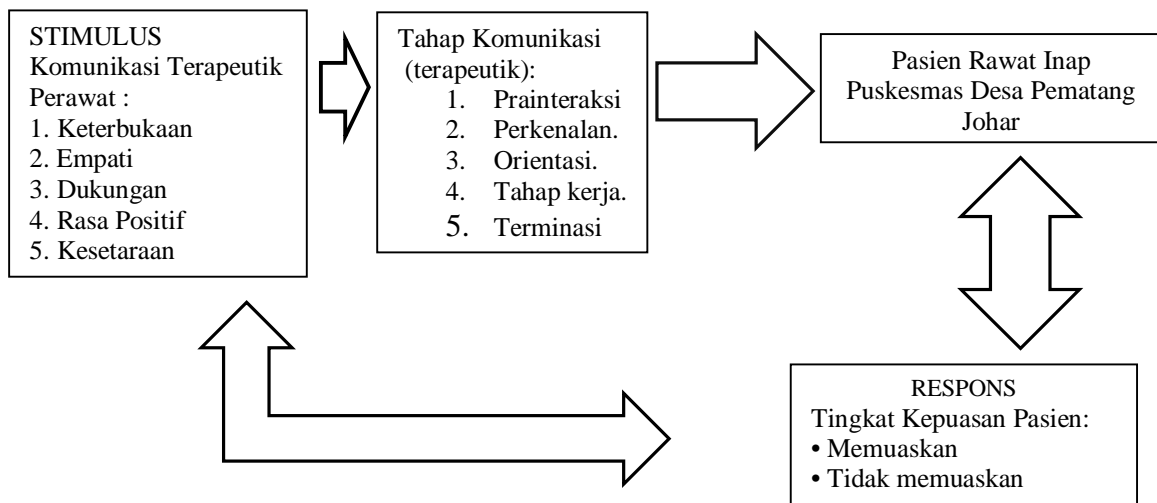 STIMULUS
Komunikasi Terapeutik
Perawat :
1. Keterbukaan
2. Empati
3. Dukungan
4. Rasa Positif
5. Kesetaraan
Tahap Komunikasi
(terapeutik):
1. Prainteraksi
2. Perkenalan.
3. Orientasi.
4. Tahap kerja.
5. Terminasi
Pasien Rawat Inap
Puskesmas Desa Pematang
Johar
RESPONS
Tingkat Kepuasan Pasien:
• Memuaskan
• Tidak memuaskan